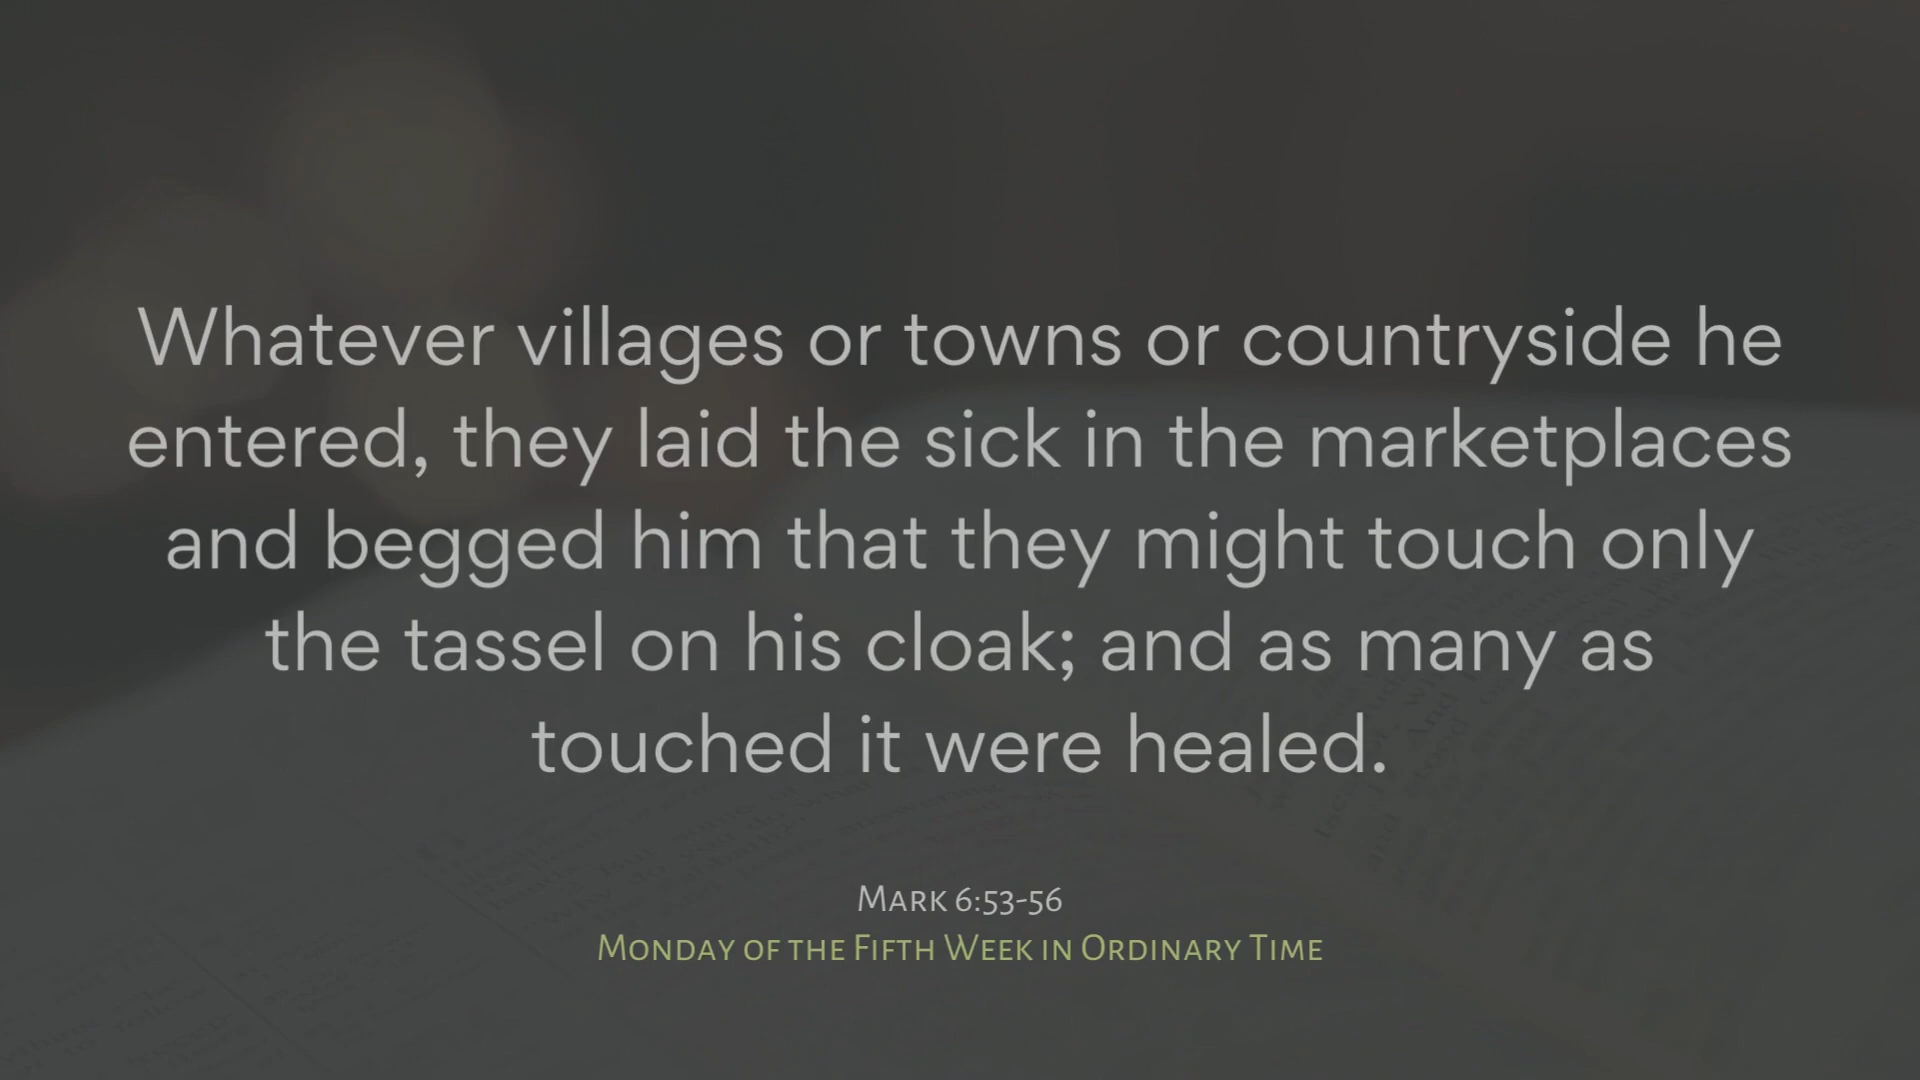 Whatever villages or towns or countryside he
entered, they laid the sick in the marketplaces
and begged him that they might touch only
the tassel on his cloak; and as many as
touched it were healed.
Mark 6:53-56
Monday of the Fifth Week in Ordinary Time